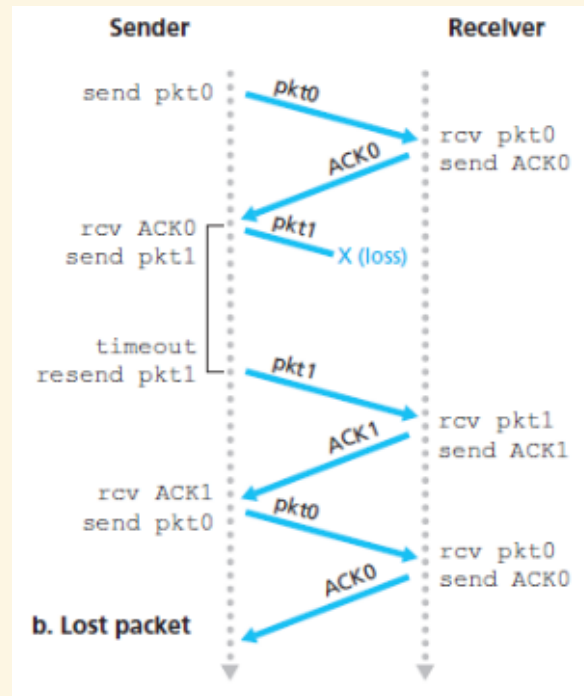 Sender
Receiver
send pkt0
pkt0
rcv pkt0
send ACK0
ACK0
rcv ACK0
send pkt1
pkt1
X (loss)
timeout
resend pkt1
pkt1
rcv pkt1
send ACK1
ACK1
rcv ACK1
send pkt0
pkt0
rcv pkt0
send ACK0
ACK0
b. Lost packet